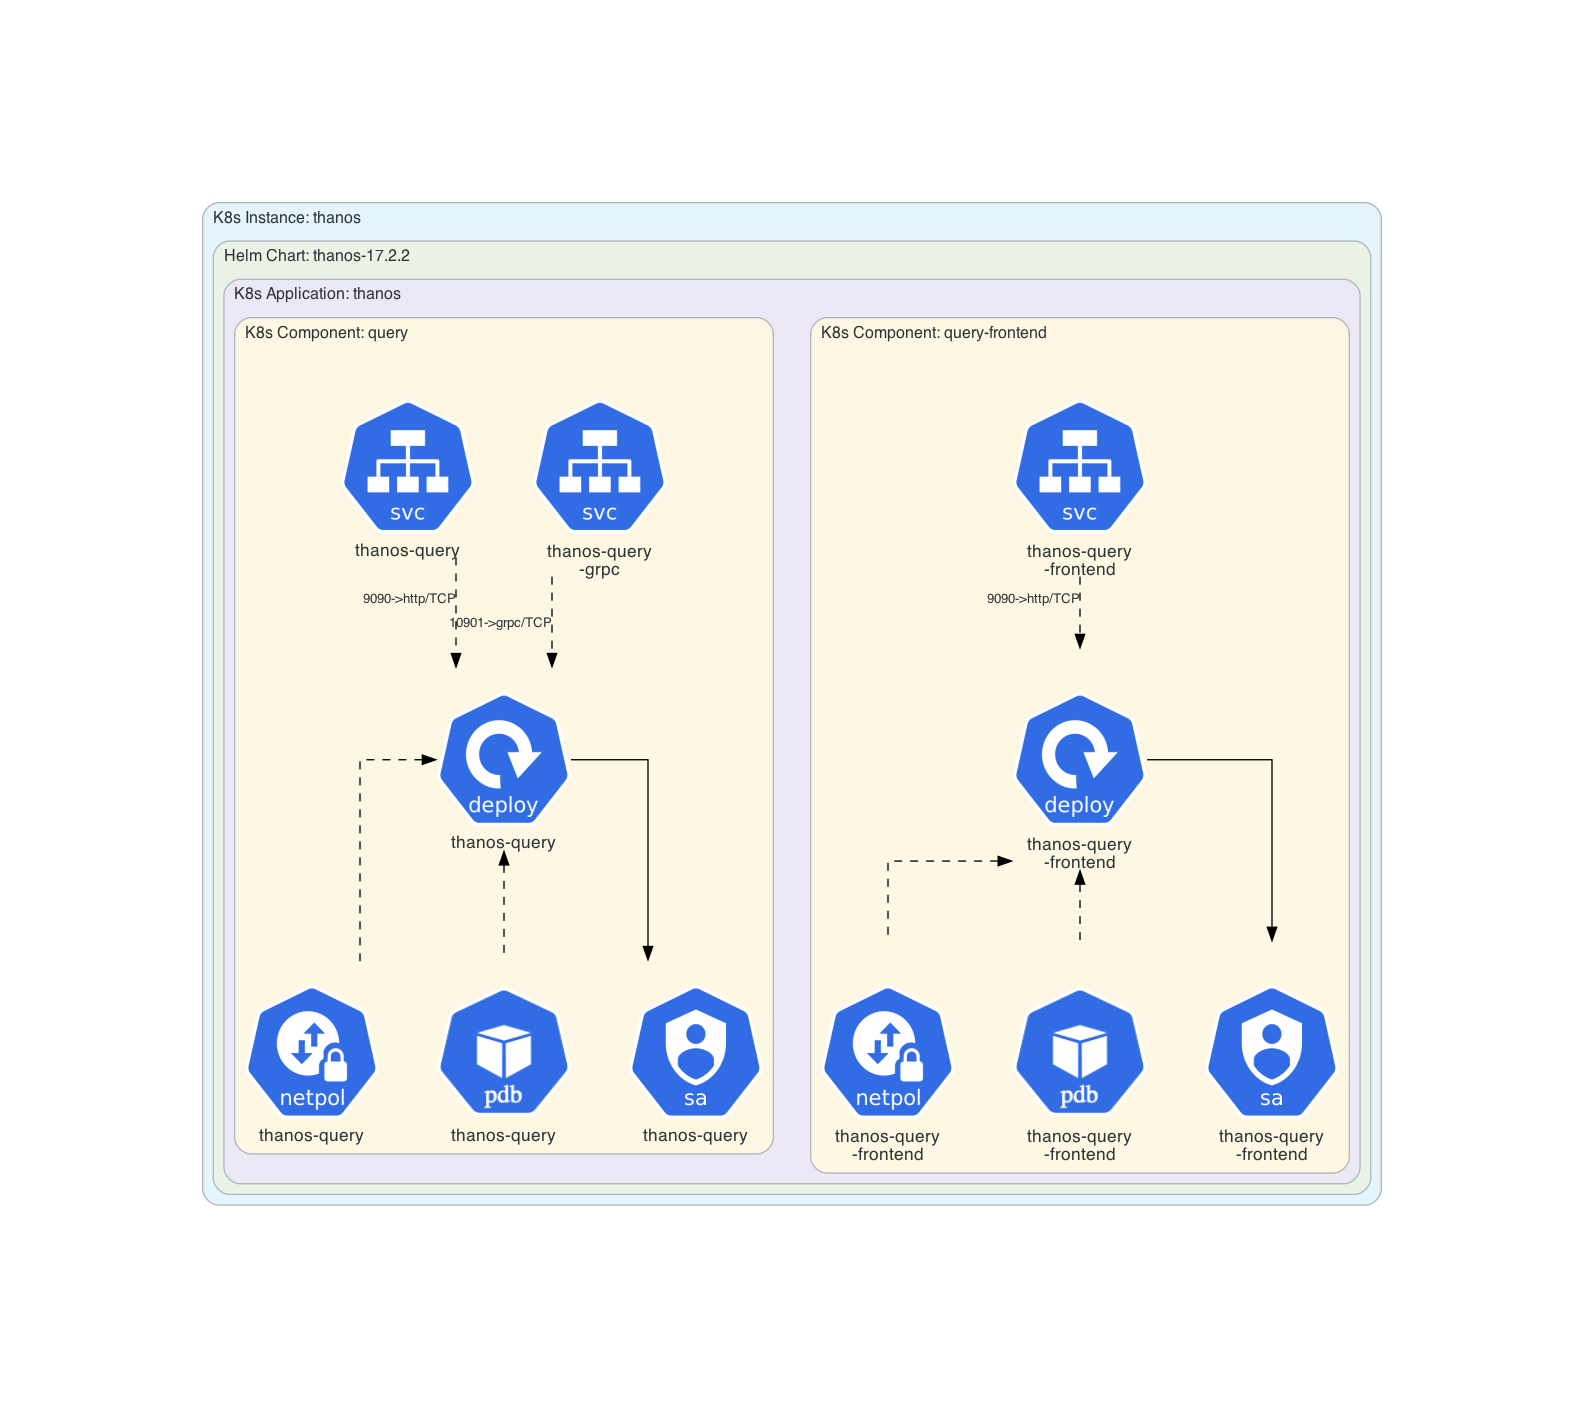 K8s Instance: thanos
Helm Chart: thanos-17.2.2
K8s Application: thanos
K8s Component: query
svc
thanos-query
svc
thanos-query
-grpc
9090->http/TCP
10901->grpc/TCP
deploy
thanos-query
netpol
thanos-query
pdb
thanos-query
sa
thanos-query
K8s Component: query-frontend
svc
thanos-query
-frontend
9090->http/TCP
deploy
thanos-query
-frontend
netpol
thanos-query
-frontend
pdb
thanos-query
-frontend
sa
thanos-query
-frontend